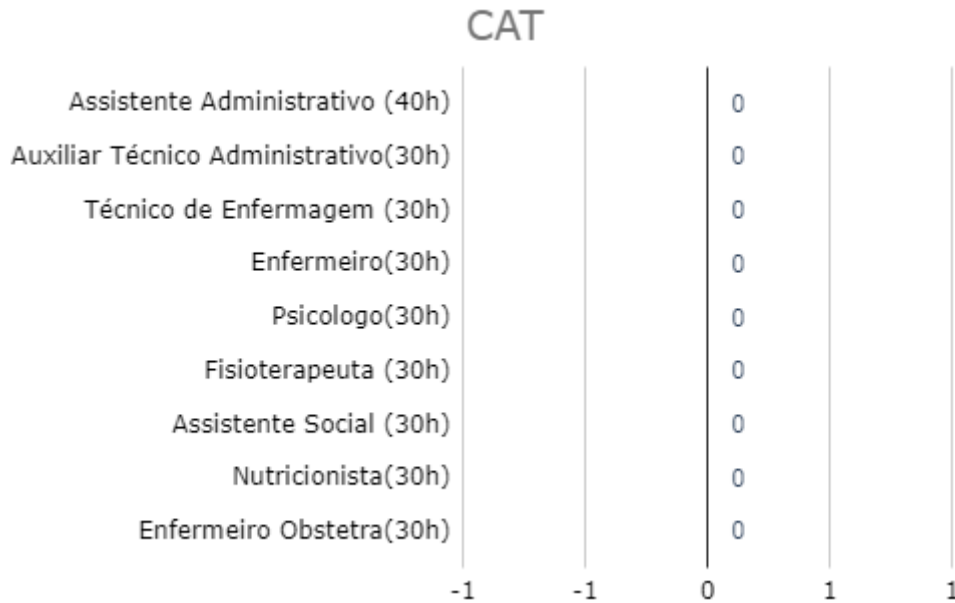 CAT
Assistente Administrativo (40h) 0
Auxiliar Técnico Administrativo(30h) 0
Técnico de Enfermagem (30h) 0
Enfermeiro(30h) 0
Psicologo(30h) 0
Fisioterapeuta (30h) 0
Assistente Social (30h) 0
Nutricionista(30h) 0
Enfermeiro Obstetra(30h) 0
-1 -1 0 1 1